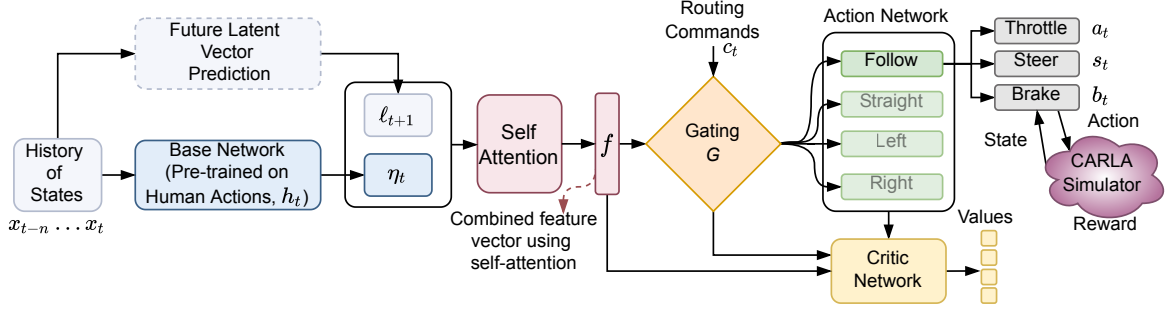 Future Latent
Vector
Prediction
History
of
States
x_{t−n} … x_t
Base Network
(Pre-trained on
Human Actions, h_t)
ℓ_{t+1}
η_t
Self
Attention
f
Combined feature
vector using
self-attention
Routing
Commands
c_t
Gating
G
Action Network
Follow
Straight
Left
Right
Critic
Network
Values
Throttle a_t
Steer s_t
Brake b_t
State
Action
CARLA
Simulator
Reward